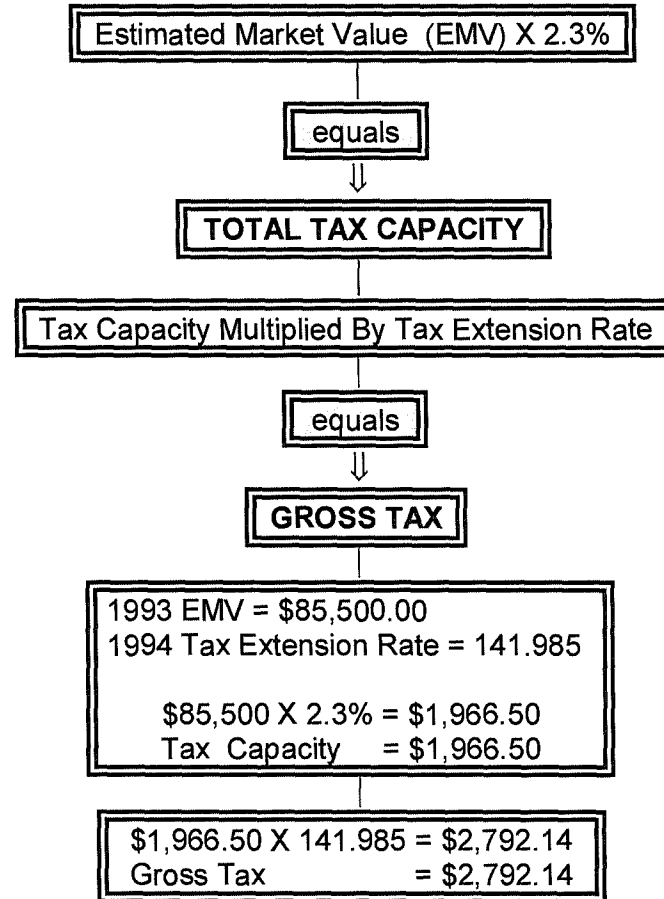 Estimated Market Value (EMV) X 2.3%
equals
⇓
TOTAL TAX CAPACITY
Tax Capacity Multiplied By Tax Extension Rate
equals
⇓
GROSS TAX
1993 EMV = $85,500.00
1994 Tax Extension Rate = 141.985
$85,500 X 2.3% = $1,966.50
Tax Capacity = $1,966.50
$1,966.50 X 141.985 = $2,792.14
Gross Tax = $2,792.14